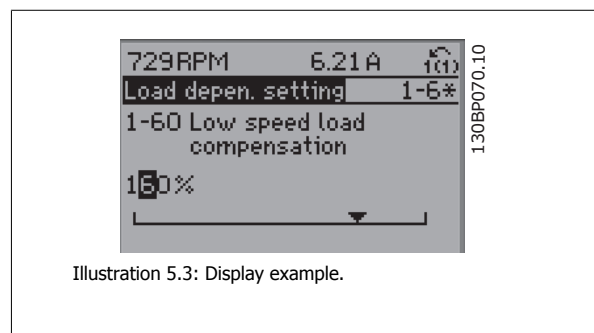 729RPM 6.21A 1(1)
Load depen. setting 1-6*
1-60 Low speed load
compensation
160%
130BP070.10
Illustration 5.3: Display example.